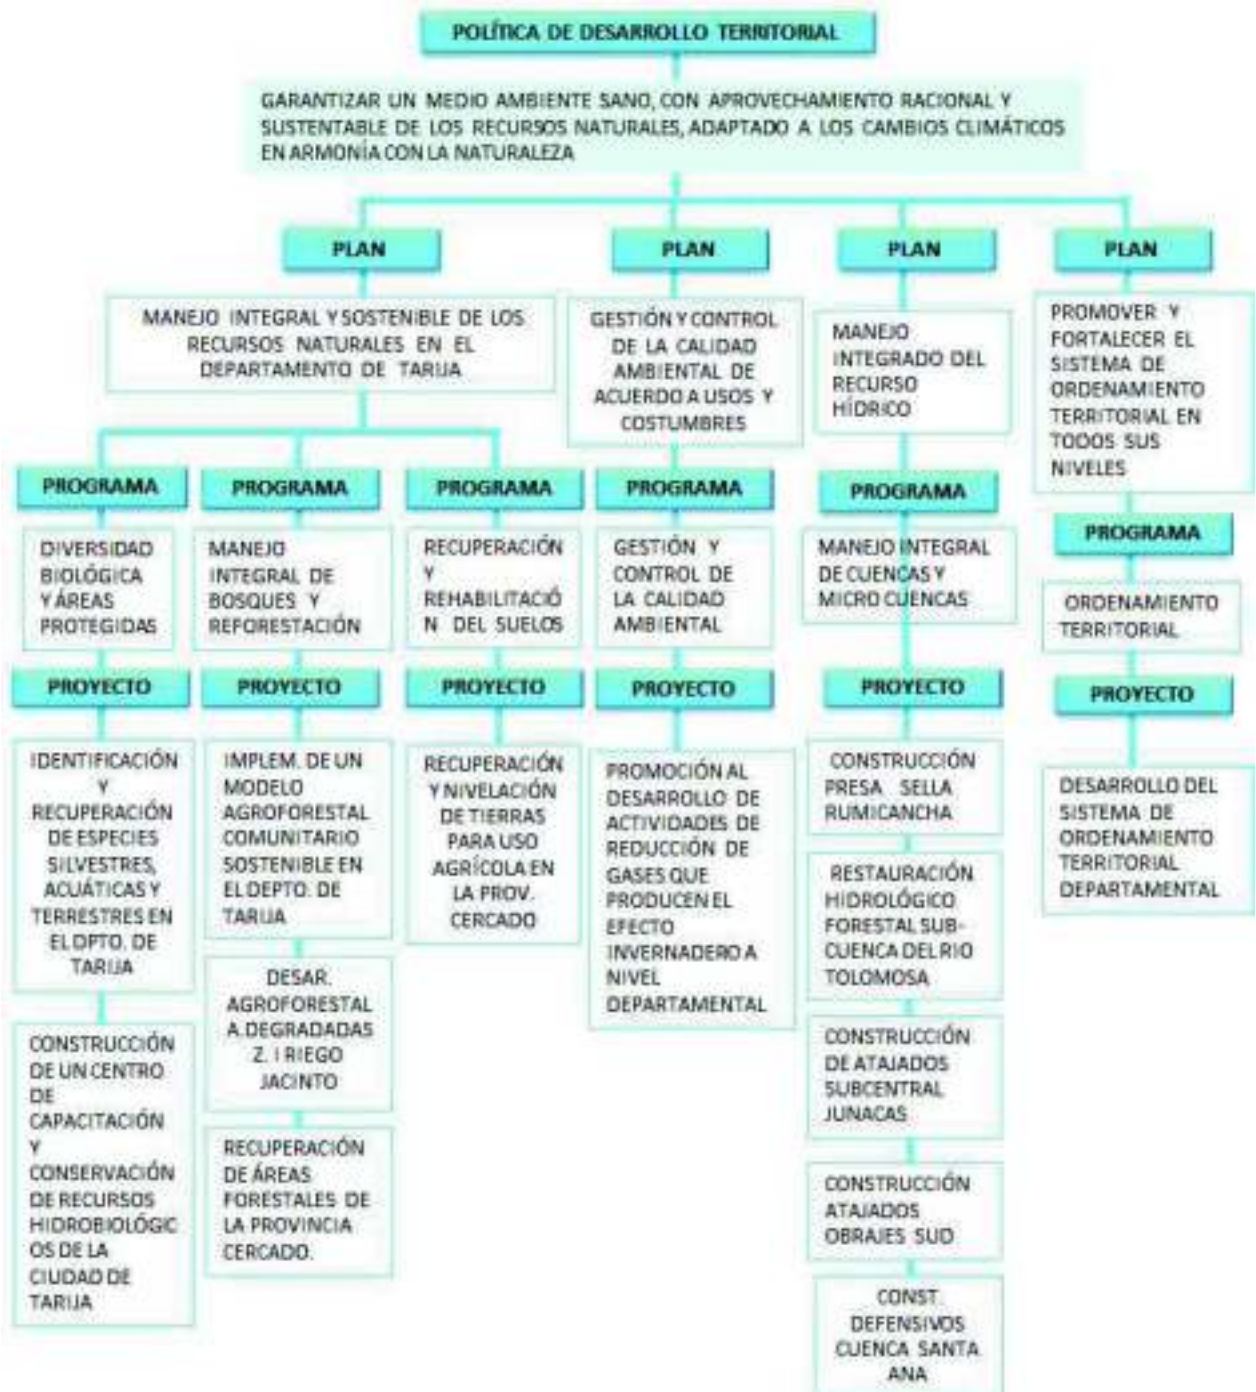 POLÍTICA DE DESARROLLO TERRITORIAL
GARANTIZAR UN MEDIO AMBIENTE SANO, CON APROVECHAMIENTO RACIONAL Y
SUSTENTABLE DE LOS RECURSOS NATURALES, ADAPTADO A LOS CAMBIOS CLIMÁTICOS
EN ARMONÍA CON LA NATURALEZA
PLAN
MANEJO INTEGRAL Y SOSTENIBLE DE LOS
RECURSOS NATURALES EN EL
DEPARTAMENTO DE TARIJA
PROGRAMA
DIVERSIDAD
BIOLÓGICA
Y ÁREAS
PROTEGIDAS
PROYECTO
IDENTIFICACIÓN
Y
RECUPERACIÓN
DE ESPECIES
SILVESTRES,
ACUÁTICAS Y
TERRESTRES EN
EL DPTO. DE
TARIJA
CONSTRUCCIÓN
DE UN CENTRO
DE
CAPACITACIÓN
Y
CONSERVACIÓN
DE RECURSOS
HIDROBIOLÓGIC
OS DE LA
CIUDAD DE
TARIJA
PROGRAMA
MANEJO
INTEGRAL DE
BOSQUES Y
REFORESTACIÓN
PROYECTO
IMPLEM. DE UN
MODELO
AGROFORESTAL
COMUNITARIO
SOSTENIBLE EN
EL DEPTO. DE
TARIJA
DESAR.
AGROFORESTAL
A.DEGRADADAS
Z. I RIEGO
JACINTO
RECUPERACIÓN
DE ÁREAS
FORESTALES DE
LA PROVINCIA
CERCADO.
PROGRAMA
RECUPERACIÓN
Y
REHABILITACIÓ
N DEL SUELOS
PROYECTO
RECUPERACIÓN
Y NIVELACIÓN
DE TIERRAS
PARA USO
AGRÍCOLA EN
LA PROV.
CERCADO
PLAN
GESTIÓN Y CONTROL
DE LA CALIDAD
AMBIENTAL DE
ACUERDO A USOS Y
COSTUMBRES
PROGRAMA
GESTIÓN Y
CONTROL DE
LA CALIDAD
AMBIENTAL
PROYECTO
PROMOCIÓN AL
DESARROLLO DE
ACTIVIDADES DE
REDUCCIÓN DE
GASES QUE
PRODUCEN EL
EFECTO
INVERNADERO A
NIVEL
DEPARTAMENTAL
PLAN
MANEJO
INTEGRADO DEL
RECURSO
HÍDRICO
PROGRAMA
MANEJO INTEGRAL
DE CUENCAS Y
MICRO CUENCAS
PROYECTO
CONSTRUCCIÓN
PRESA SELLA
RUMICANCHA
RESTAURACIÓN
HIDROLÓGICO
FORESTAL SUB-
CUENCA DEL RIO
TOLOMOSA
CONSTRUCCIÓN
DE ATAJADOS
SUBCENTRAL
JUNACAS
CONSTRUCCIÓN
ATAJADOS
OBRAJES SUD
CONST.
DEFENSIVOS
CUENCA SANTA
ANA
PLAN
PROMOVER Y
FORTALECER EL
SISTEMA DE
ORDENAMIENTO
TERRITORIAL EN
TODOS SUS
NIVELES
PROGRAMA
ORDENAMIENTO
TERRITORIAL
PROYECTO
DESARROLLO DEL
SISTEMA DE
ORDENAMIENTO
TERRITORIAL
DEPARTAMENTAL